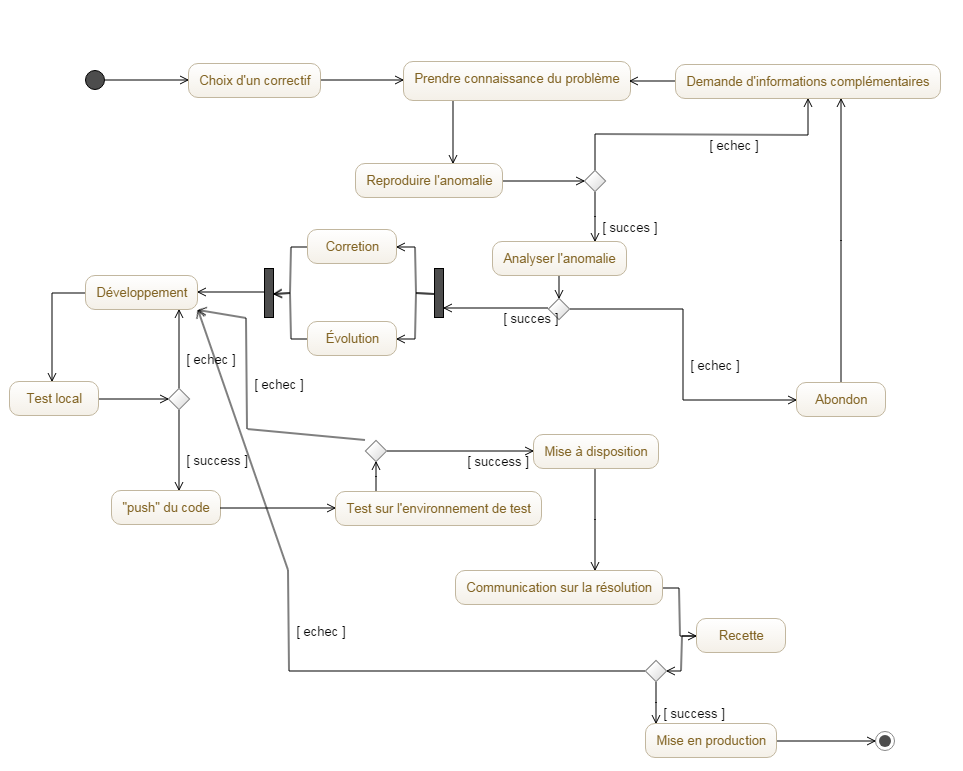 Choix d'un correctif
Prendre connaissance du problème
Demande d'informations complémentaires
[ echec ]
Reproduire l'anomalie
[ succes ]
Corretion
Analyser l'anomalie
Développement
[ succes ]
Évolution
[ echec ]
[ echec ]
[ echec ]
Test local
Abondon
Mise à disposition
[ success ]
[ success ]
"push" du code
Test sur l'environnement de test
Communication sur la résolution
[ echec ]
Recette
[ success ]
Mise en production